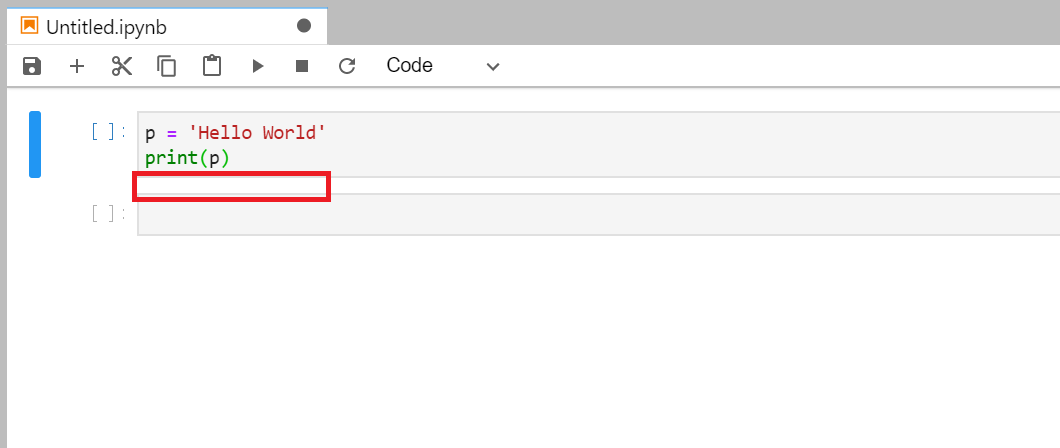 Untitled.ipynb
Code
[ ]: p = 'Hello World'
print(p)
[ ]: